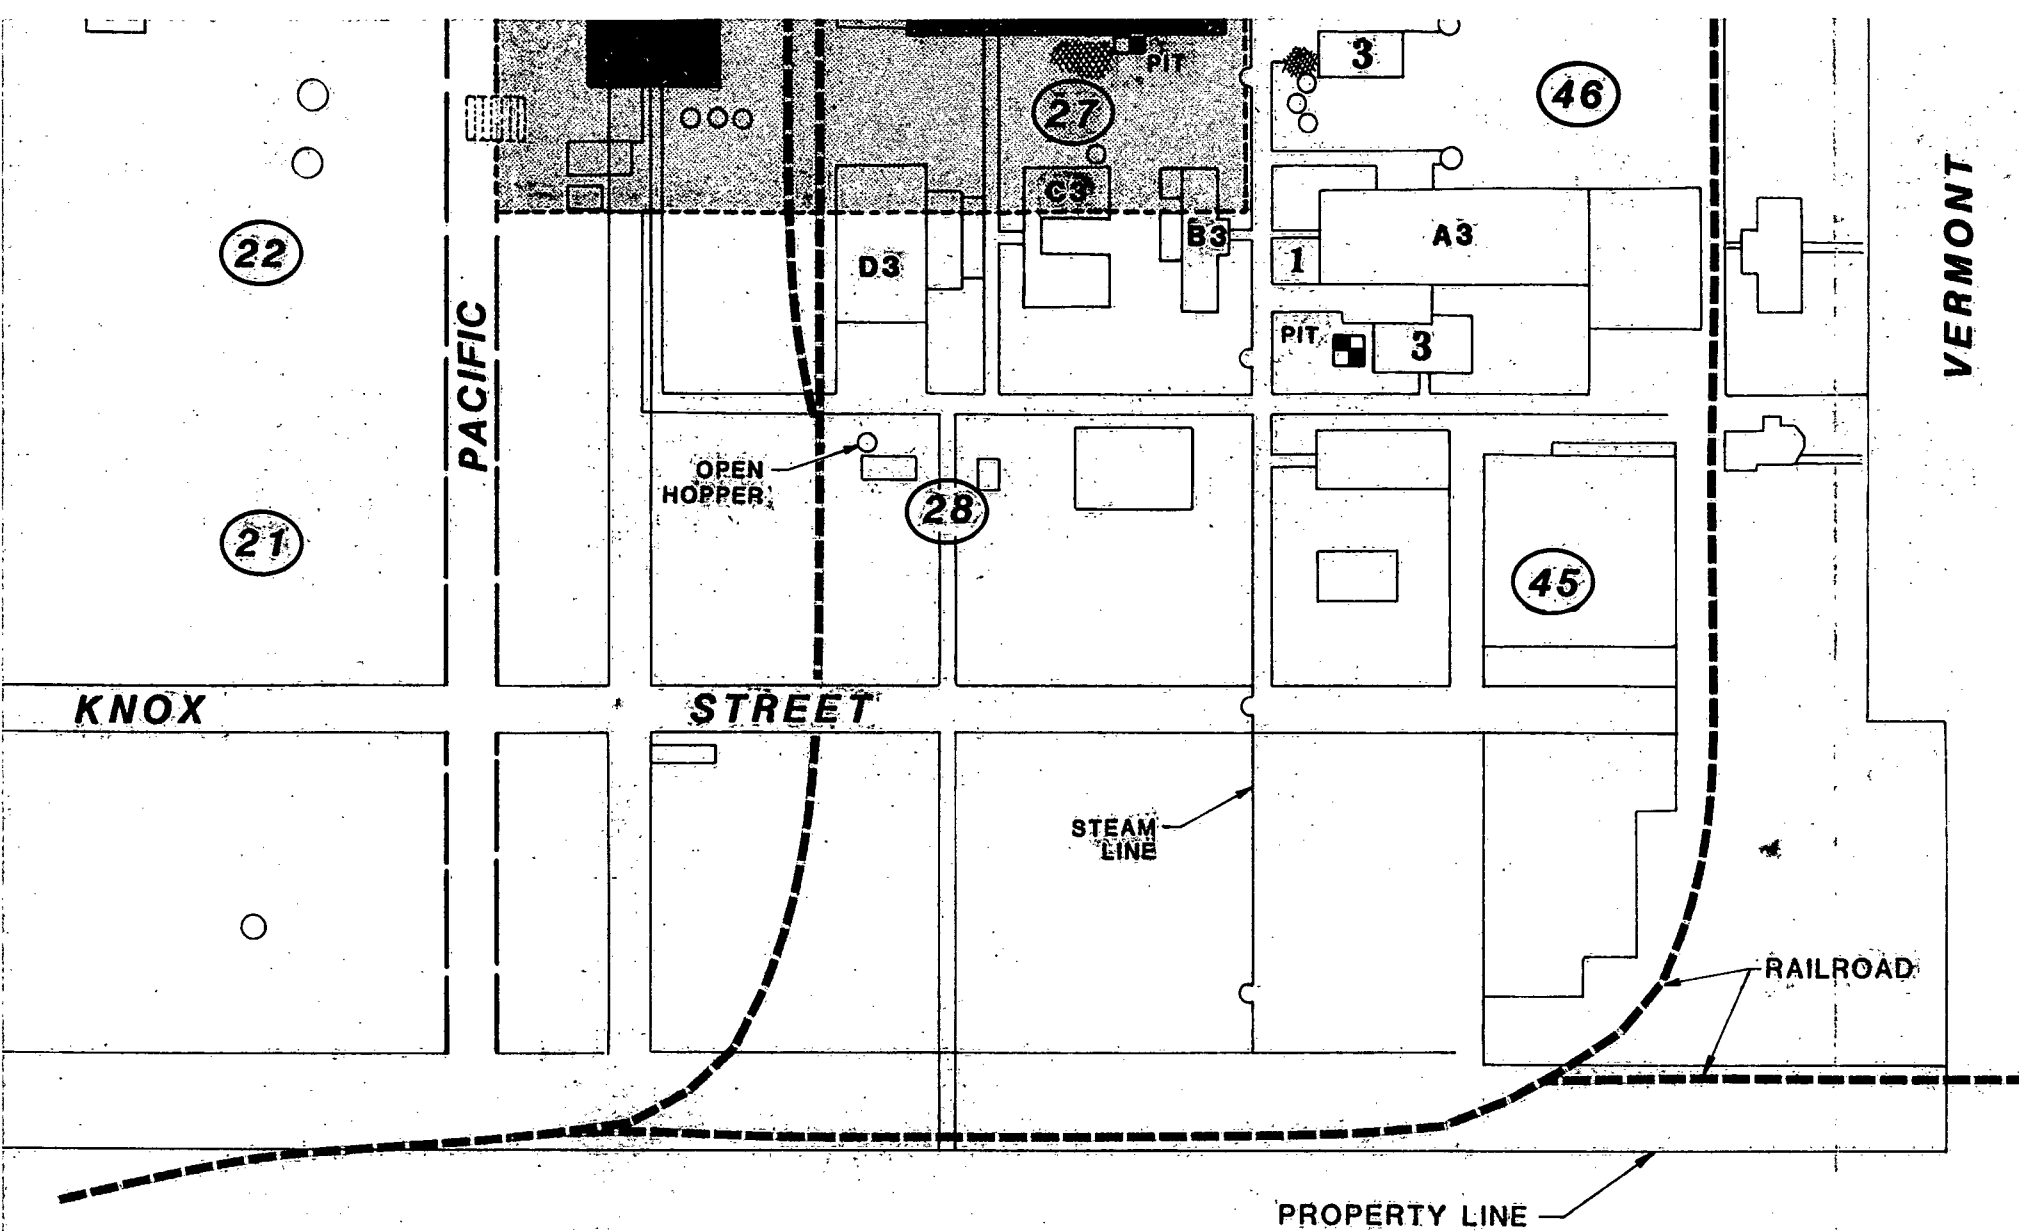 3
PIT
46
27
C3
22
D3
B3
1
A3
VERMONT
PIT
3
PACIFIC
OPEN
HOPPER
28
21
45
KNOX STREET
STEAM
LINE
RAILROAD
PROPERTY LINE